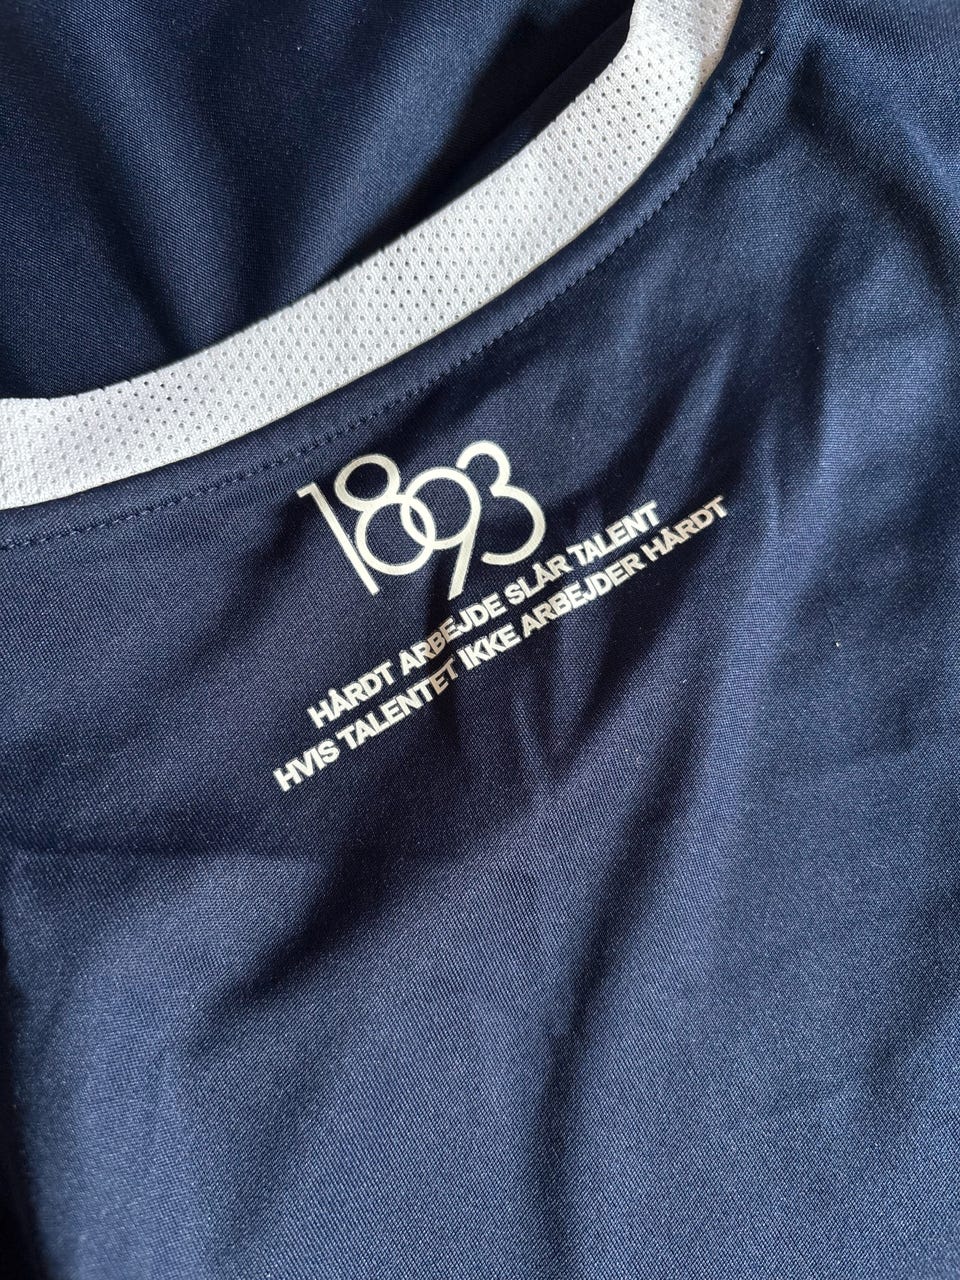 1893
HÅRDT ARBEJDE SLÅR TALENT
HVIS TALENTET IKKE ARBEJDER HÅRDT